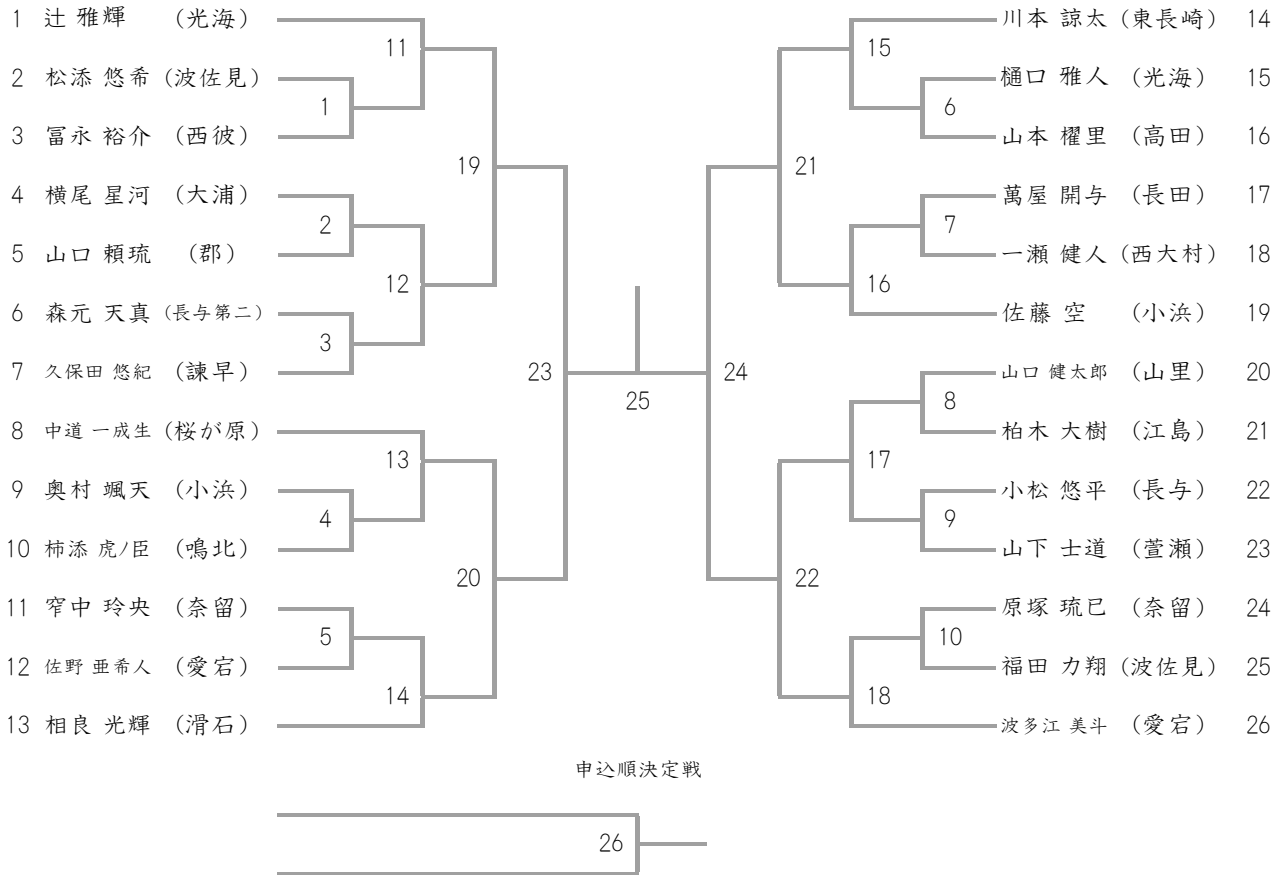 1 辻 雅輝 （光海）
2 松添 悠希 （波佐見）
3 冨永 裕介 （西彼）
4 横尾 星河 （大浦）
5 山口 頼琉 （郡）
6 森元 天真 （長与第二）
7 久保田 悠紀 （諫早）
8 中道 一成生 （桜が原）
9 奥村 颯天 （小浜）
10 柿添 虎ﾉ臣 （鳴北）
11 窄中 玲央 （奈留）
12 佐野 亜希人 （愛宕）
13 相良 光輝 （滑石）
11
1
19
2
12
3
23
13
4
20
5
14
25
15
6
21
7
16
24
8
17
9
22
10
18
川本 諒太 （東長崎） 14
樋口 雅人 （光海） 15
山本 櫂里 （高田） 16
萬屋 開与 （長田） 17
一瀬 健人 （西大村） 18
佐藤 空 （小浜） 19
山口 健太郎 （山里） 20
柏木 大樹 （江島） 21
小松 悠平 （長与） 22
山下 士道 （萱瀬） 23
原塚 琉已 （奈留） 24
福田 力翔 （波佐見） 25
波多江 美斗 （愛宕） 26
申込順決定戦
26